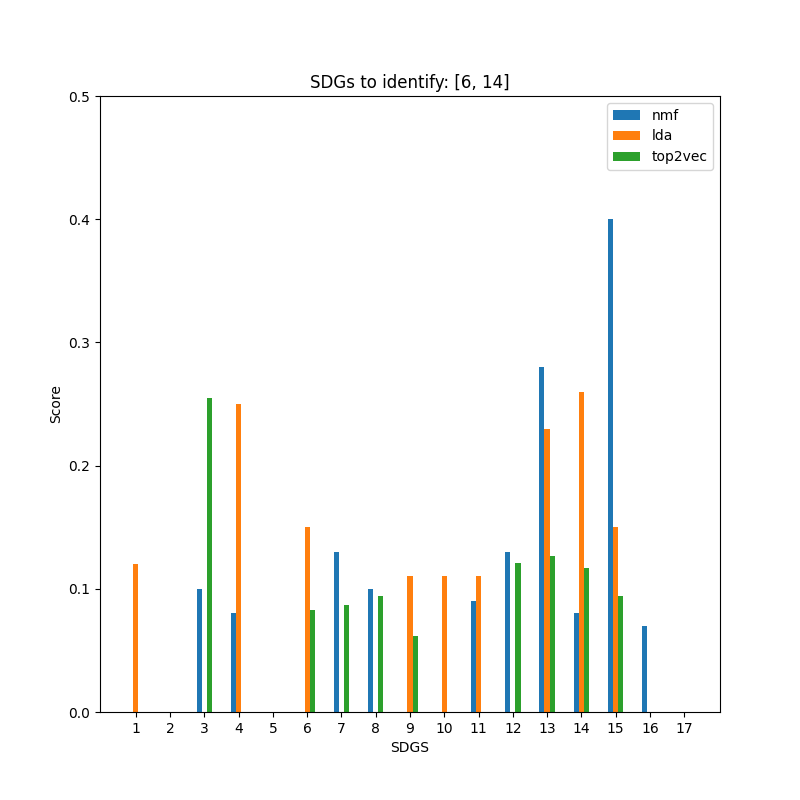 SDGs to identify: [6, 14]
nmf
lda
top2vec
Score
0.5
0.4
0.3
0.2
0.1
0.0
1 2 3 4 5 6 7 8 9 10 11 12 13 14 15 16 17
SDGS